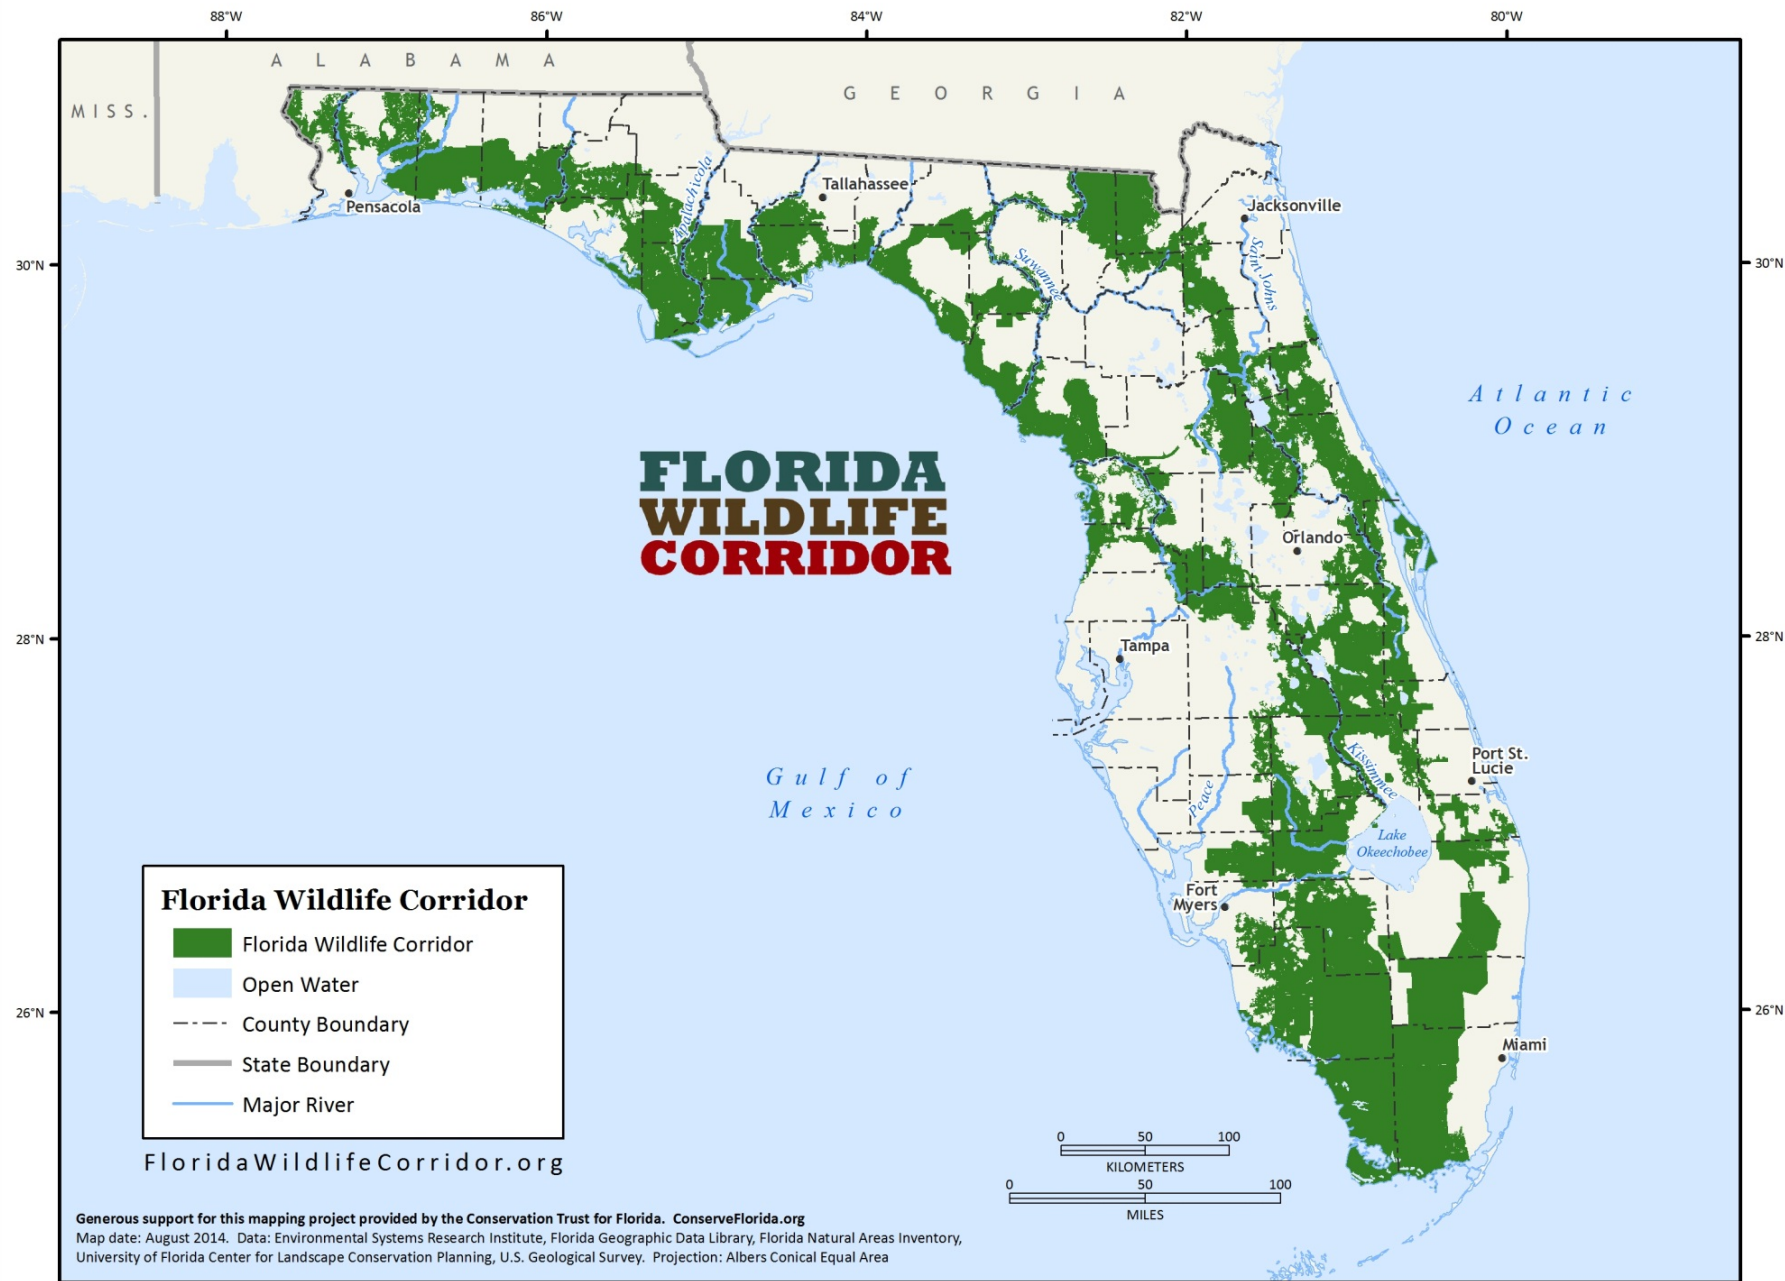 88°W 86°W 84°W 82°W 80°W
ALABAMA
GEORGIA
MISS.
Apalachicola
Tallahassee
Pensacola
Jacksonville
30°N
30°N
Suwannee
Saint Johns
Atlantic
Ocean
FLORIDA
WILDLIFE
CORRIDOR
Orlando
28°N
28°N
Tampa
Gulf of
Mexico
Peace
Kissimmee
Port St.
Lucie
Lake
Okeechobee
Fort
Myers
Florida Wildlife Corridor
Florida Wildlife Corridor
Open Water
County Boundary
State Boundary
Major River
26°N
26°N
Miami
FloridaWildlifeCorridor.org
0 50 100
KILOMETERS
0 50 100
MILES
Generous support for this mapping project provided by the Conservation Trust for Florida. ConserveFlorida.org
Map date: August 2014. Data: Environmental Systems Research Institute, Florida Geographic Data Library, Florida Natural Areas Inventory,
University of Florida Center for Landscape Conservation Planning, U.S. Geological Survey. Projection: Albers Conical Equal Area